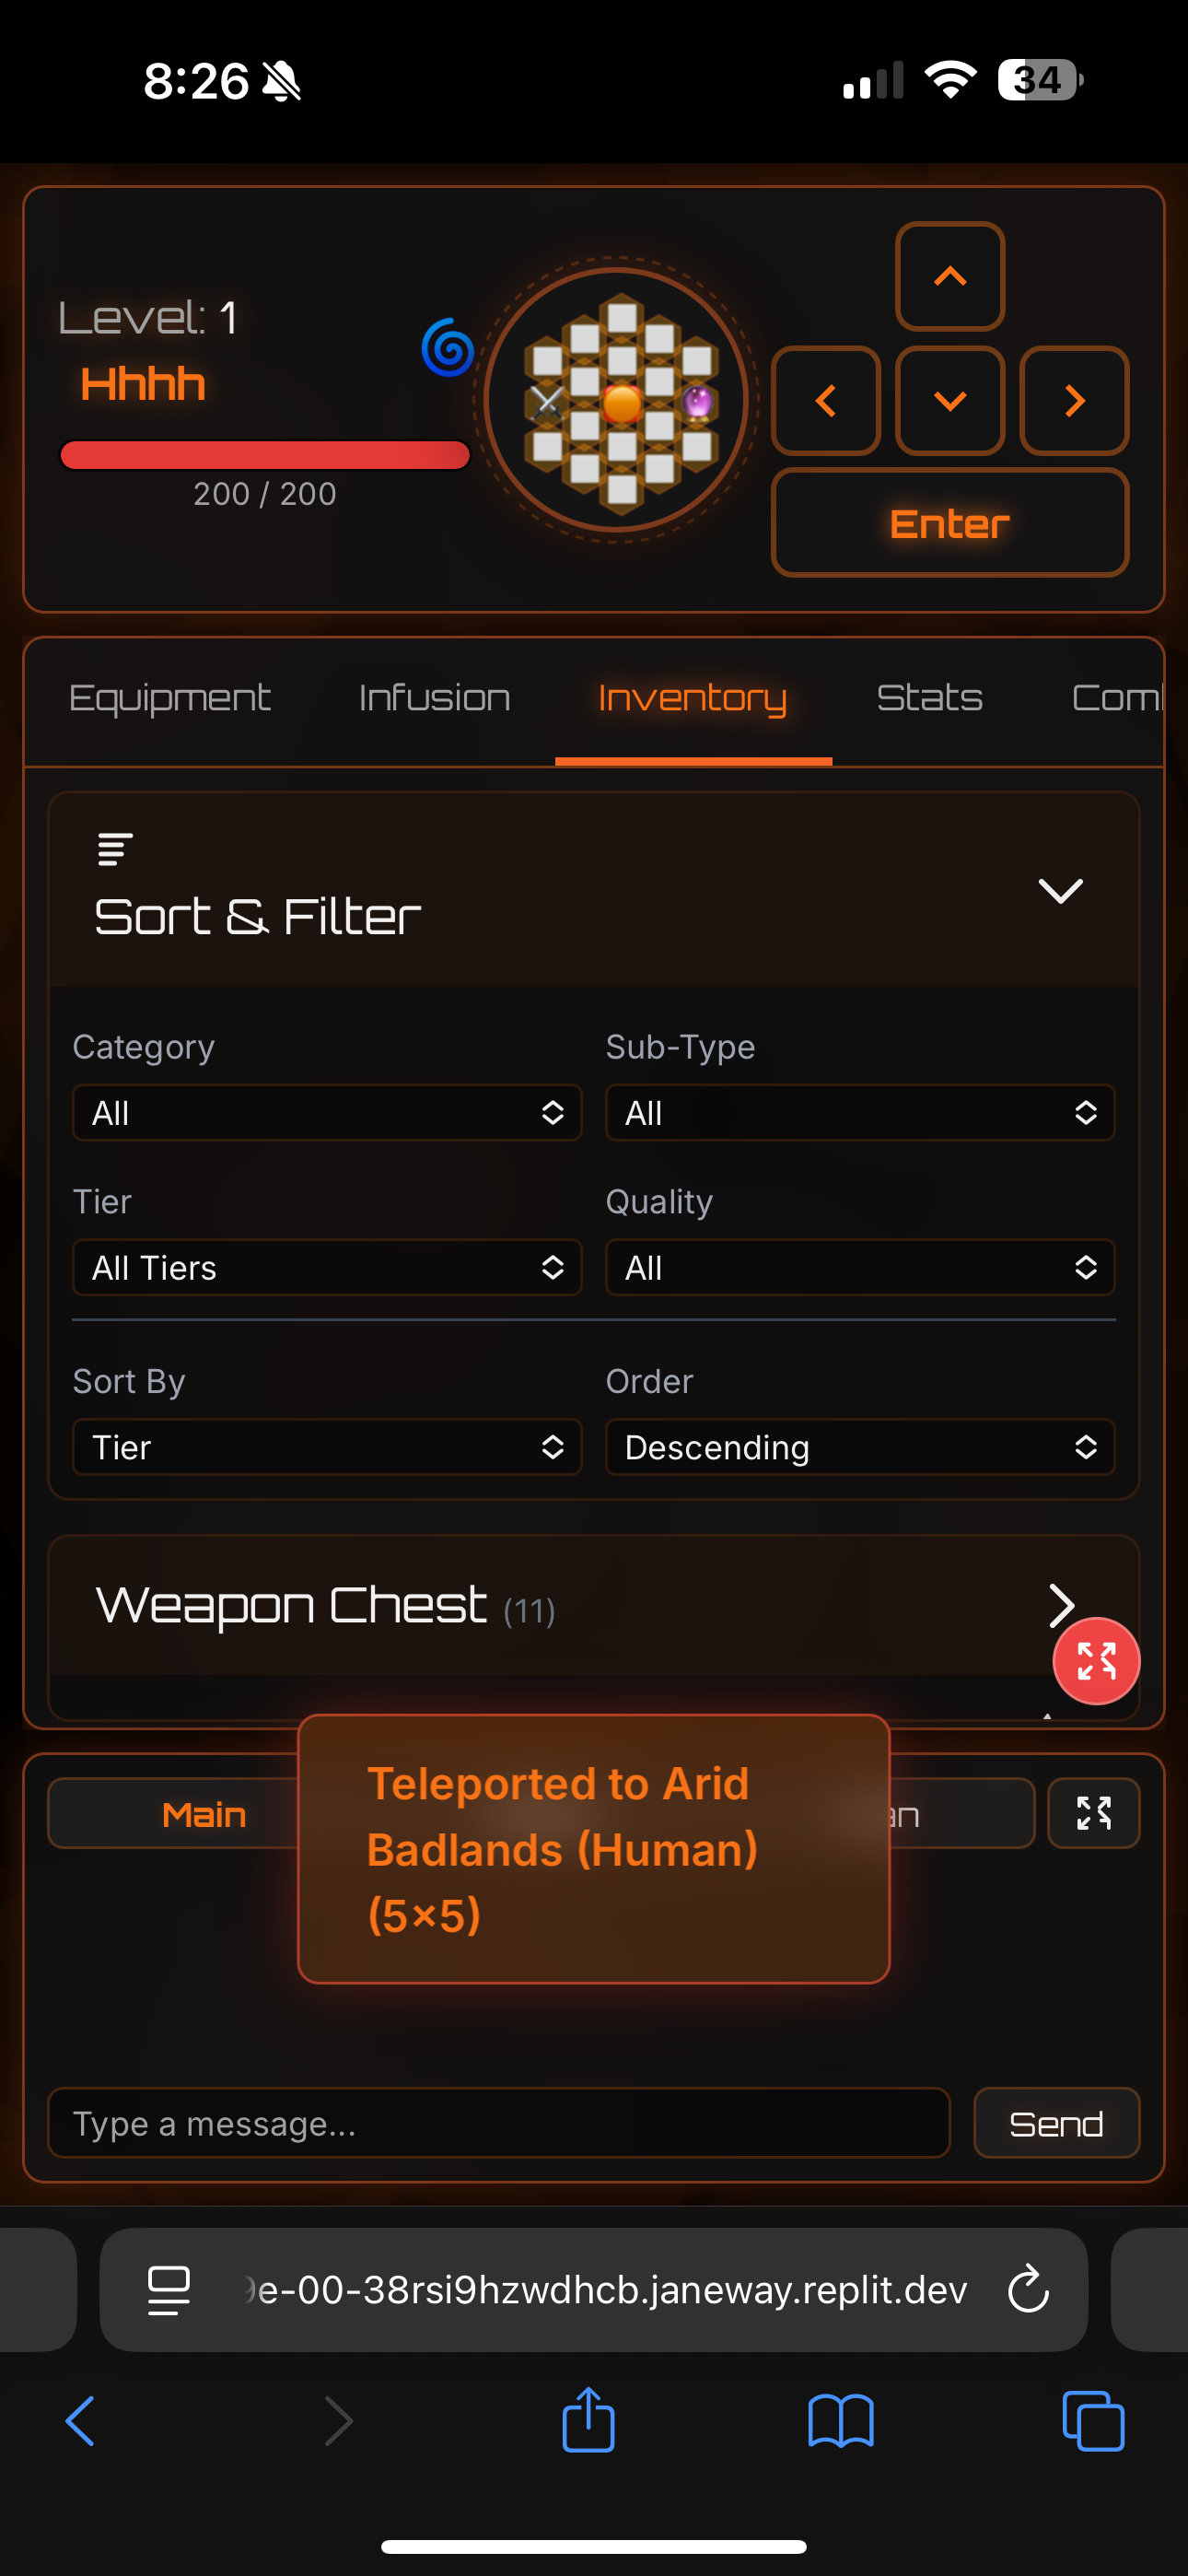 8:26
34
Level: 1
Hhhh
200 / 200
Enter
Equipment Infusion Inventory Stats
Sort & Filter
Category Sub-Type
All All
Tier Quality
All Tiers All
Sort By Order
Tier Descending
Weapon Chest (11)
Main
Teleported to Arid
Badlands (Human)
(5×5)
Type a message...
Send
e-00-38rsi9hzwdhcb.janeway.replit.dev